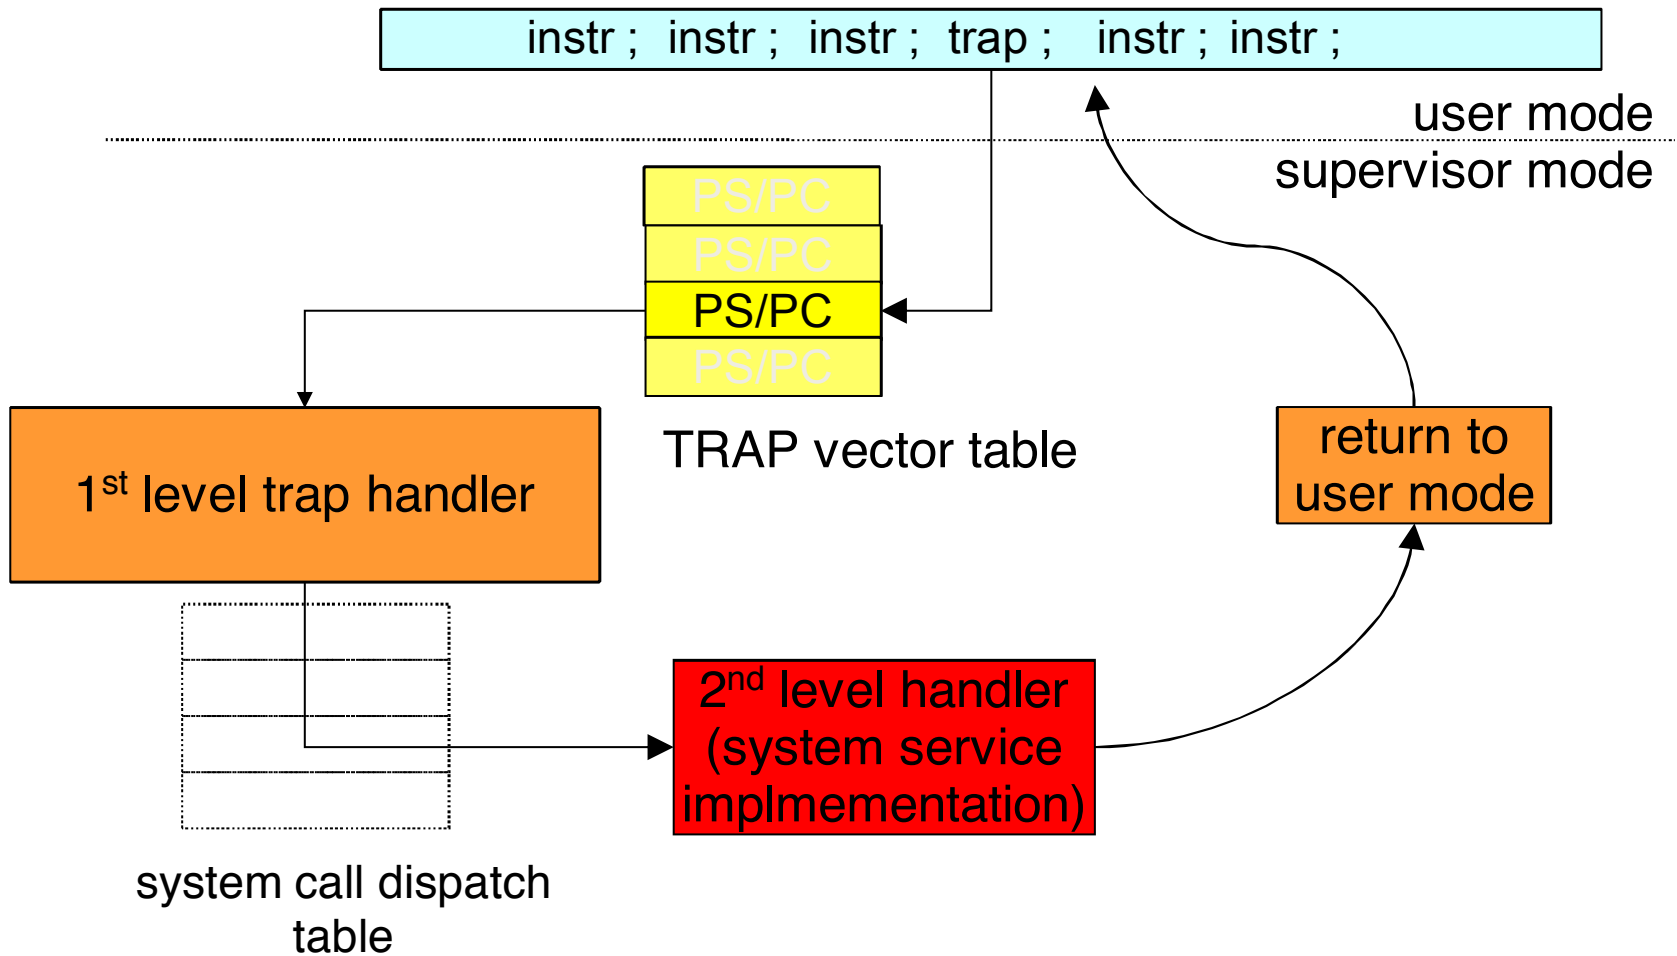 instr ; instr ; instr ; trap ; instr ; instr ;
user mode
supervisor mode
PS/PC
PS/PC
PS/PC
PS/PC
TRAP vector table
1st level trap handler
return to
user mode
2nd level handler
(system service
implmementation)
system call dispatch
table